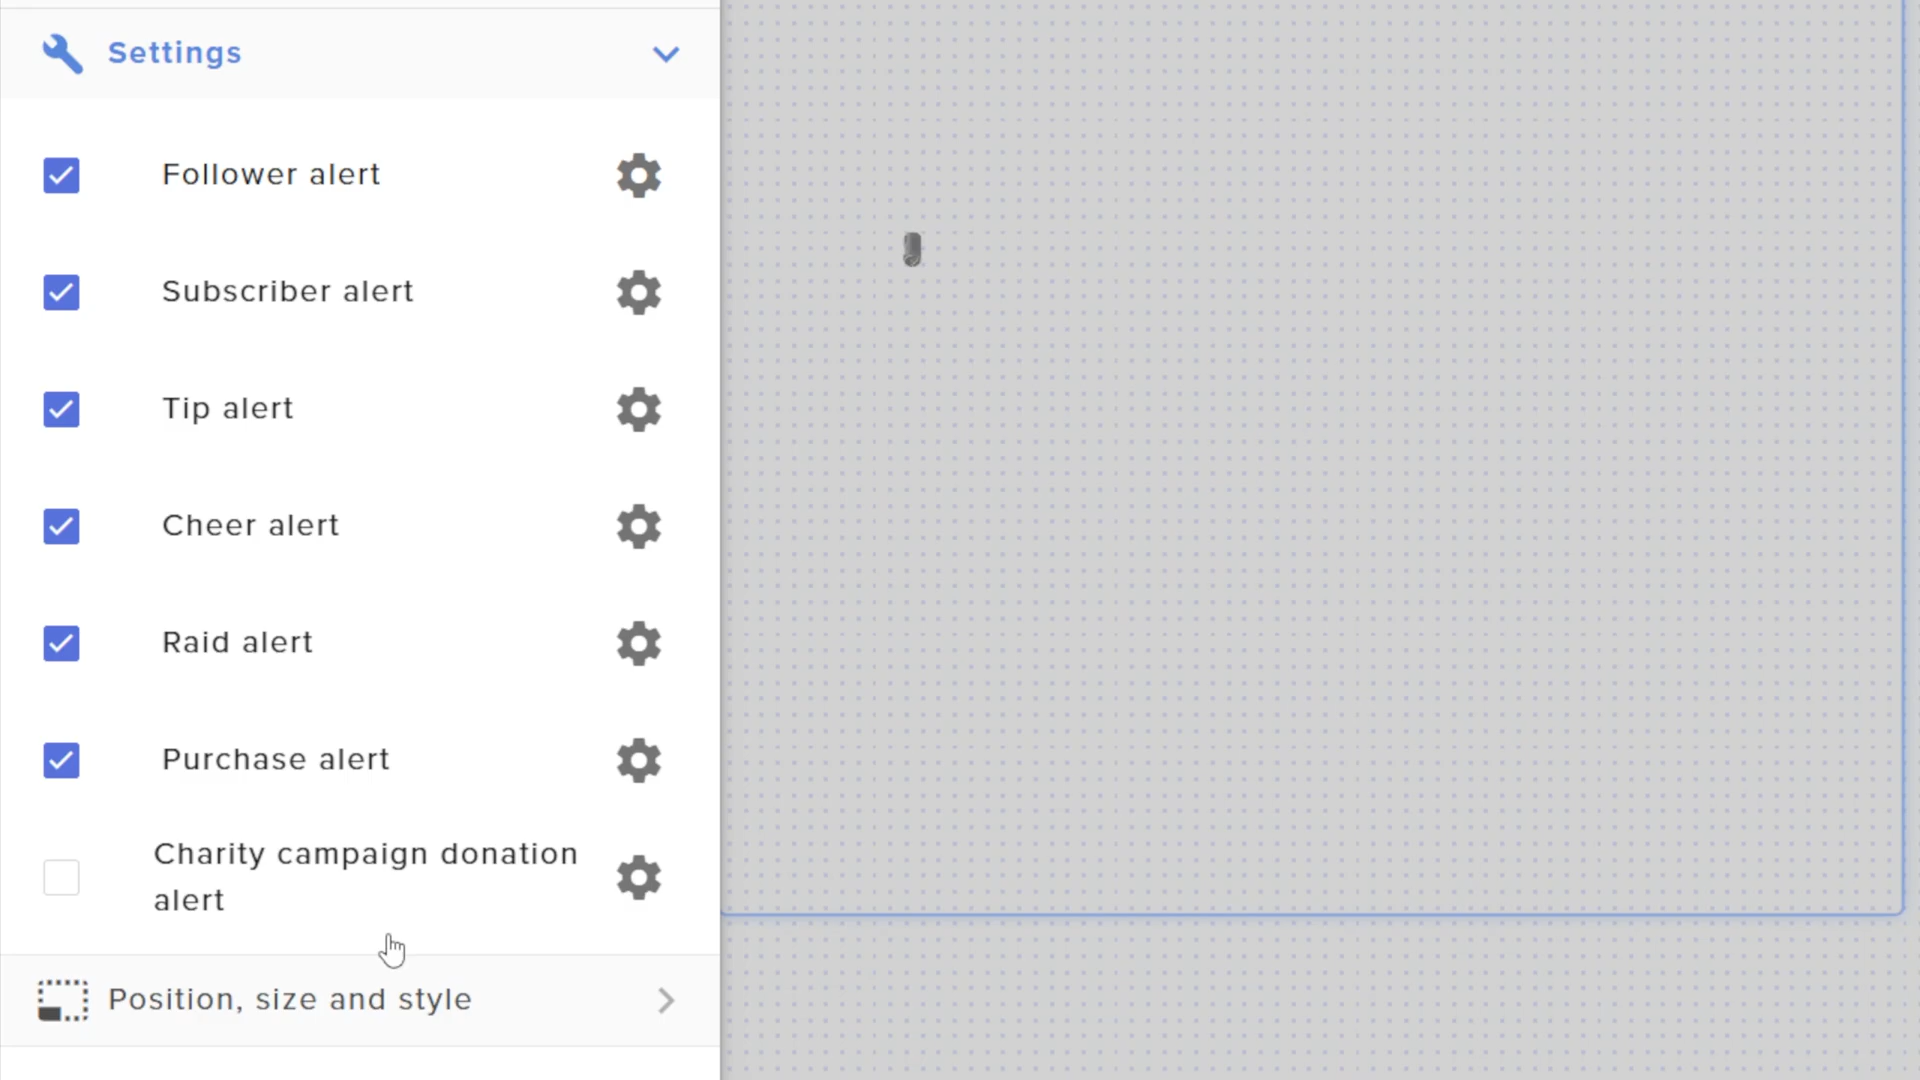 Settings
Follower alert
Subscriber alert
Tip alert
Cheer alert
Raid alert
Purchase alert
Charity campaign donation
alert
Position, size and style